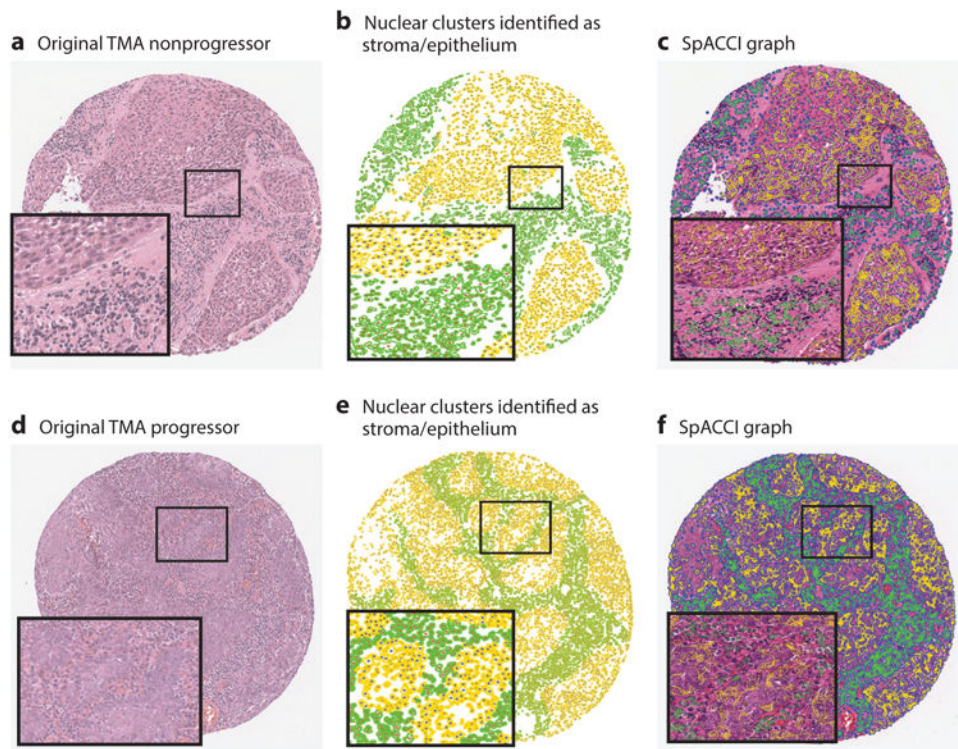 a Original TMA nonprogressor
b Nuclear clusters identified as
stroma/epithelium
c SpACCI graph
d Original TMA progressor
e Nuclear clusters identified as
stroma/epithelium
f SpACCI graph